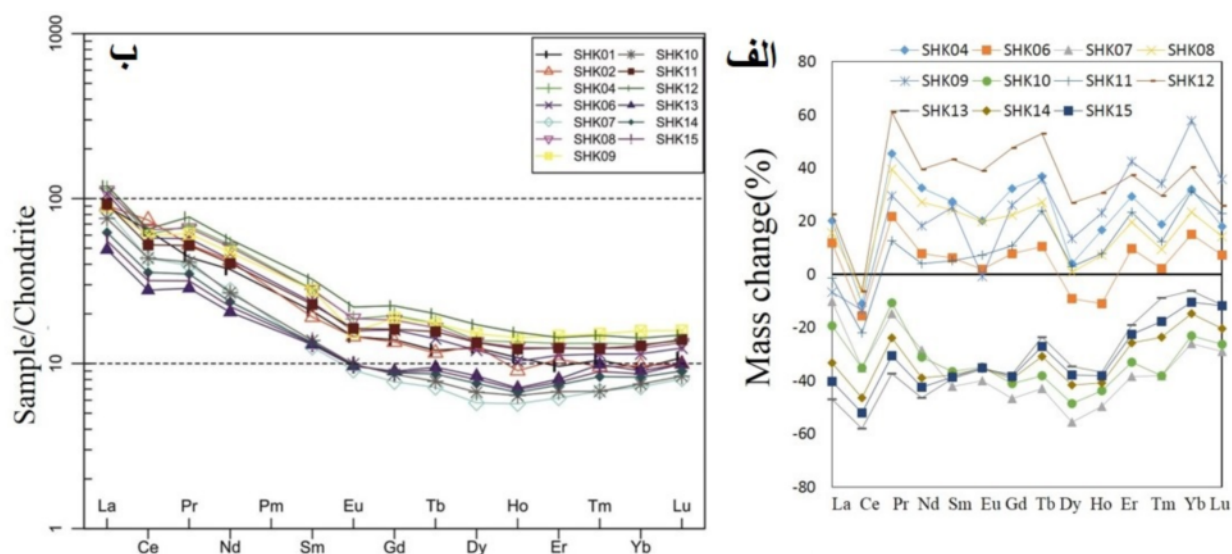 ب
1000
100
10
1
Sample/Chondrite
SHK01 SHK10
SHK02 SHK11
SHK04 SHK12
SHK06 SHK13
SHK07 SHK14
SHK08 SHK15
SHK09
La Pr Pm Eu Tb Ho Tm Lu
Ce Nd Sm Gd Dy Er Yb
الف
SHK04 SHK06 SHK07 SHK08
SHK09 SHK10 SHK11 SHK12
SHK13 SHK14 SHK15
80
60
40
20
0
-20
-40
-60
-80
Mass change(%)
La Ce Pr Nd Sm Eu Gd Tb Dy Ho Er Tm Yb Lu